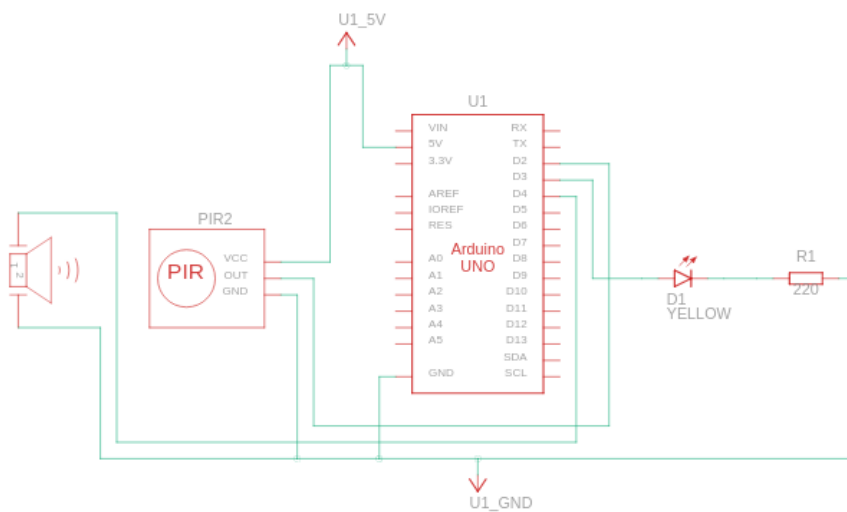 U1_5V
U1
VIN RX
5V TX
3.3V D2
D3
AREF D4
IOREF D5
RES D6
D7
A0 D8
A1 D9
A2 D10
A3 D11
A4 D12
A5 D13
SDA
GND SCL
Arduino
UNO
PIR2
PIR
VCC
OUT
GND
1
2
D1
YELLOW
R1
220
U1_GND